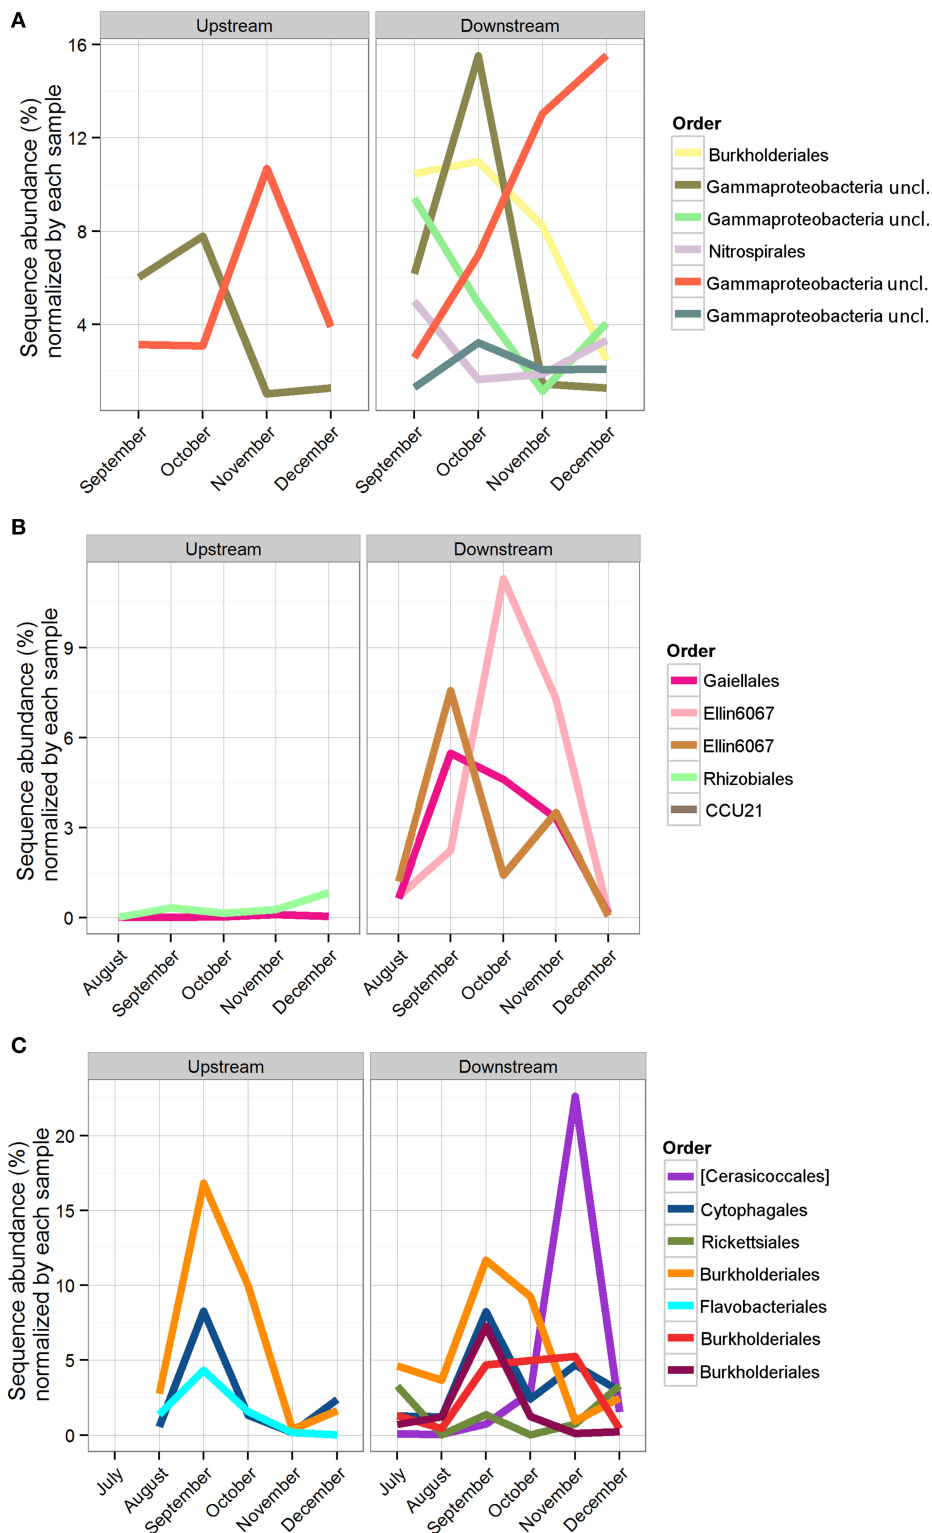 A
Upstream
Downstream
Sequence abundance (%)
normalized by each sample
16
12
8
4
September
October
November
December
September
October
November
December
Order
Burkholderiales
Gammaproteobacteria uncl.
Gammaproteobacteria uncl.
Nitrospirales
Gammaproteobacteria uncl.
Gammaproteobacteria uncl.
B
Upstream
Downstream
Sequence abundance (%)
normalized by each sample
9
6
3
0
August
September
October
November
December
August
September
October
November
December
Order
Gaiellales
Ellin6067
Ellin6067
Rhizobiales
CCU21
C
Upstream
Downstream
Sequence abundance (%)
normalized by each sample
20
15
10
5
0
July
August
September
October
November
December
July
August
September
October
November
December
Order
[Cerasicoccales]
Cytophagales
Rickettsiales
Burkholderiales
Flavobacteriales
Burkholderiales
Burkholderiales